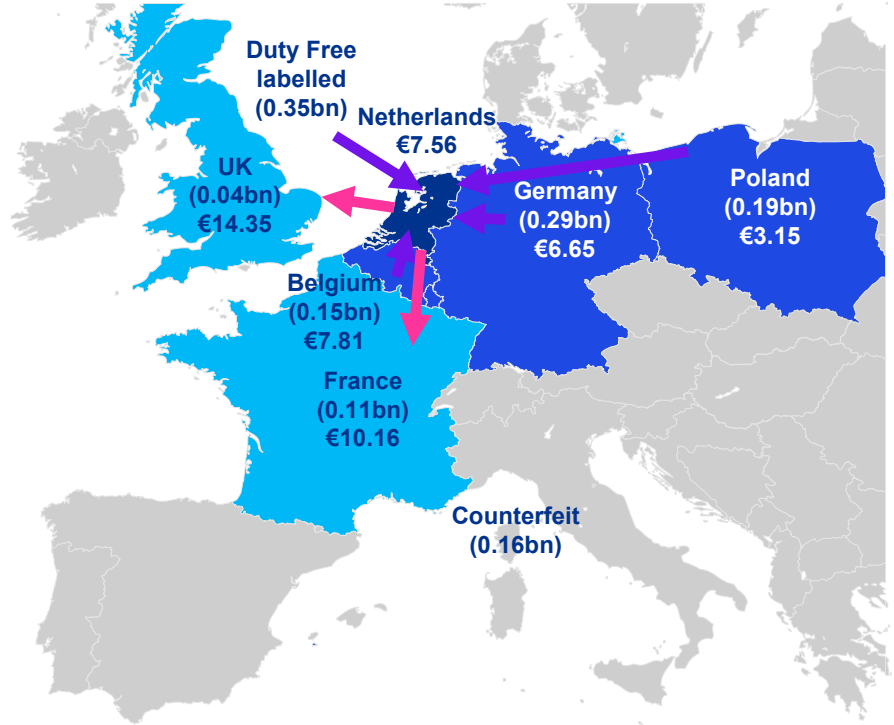 Duty Free
labelled
(0.35bn)
Netherlands
€7.56
UK
(0.04bn)
€14.35
Germany
(0.29bn)
€6.65
Poland
(0.19bn)
€3.15
Belgium
(0.15bn)
€7.81
France
(0.11bn)
€10.16
Counterfeit
(0.16bn)